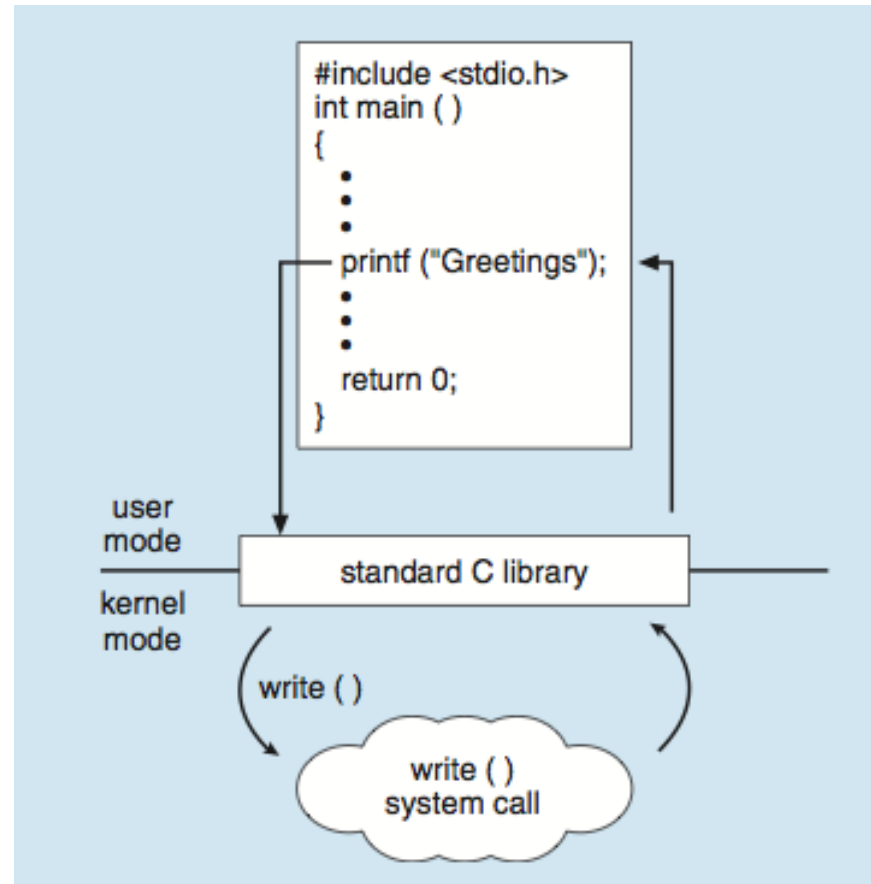 #include <stdio.h>
int main ( )
{
•
•
•
printf ("Greetings");
•
•
•
return 0;
}
user
mode
standard C library
kernel
mode
write ( )
write ( )
system call